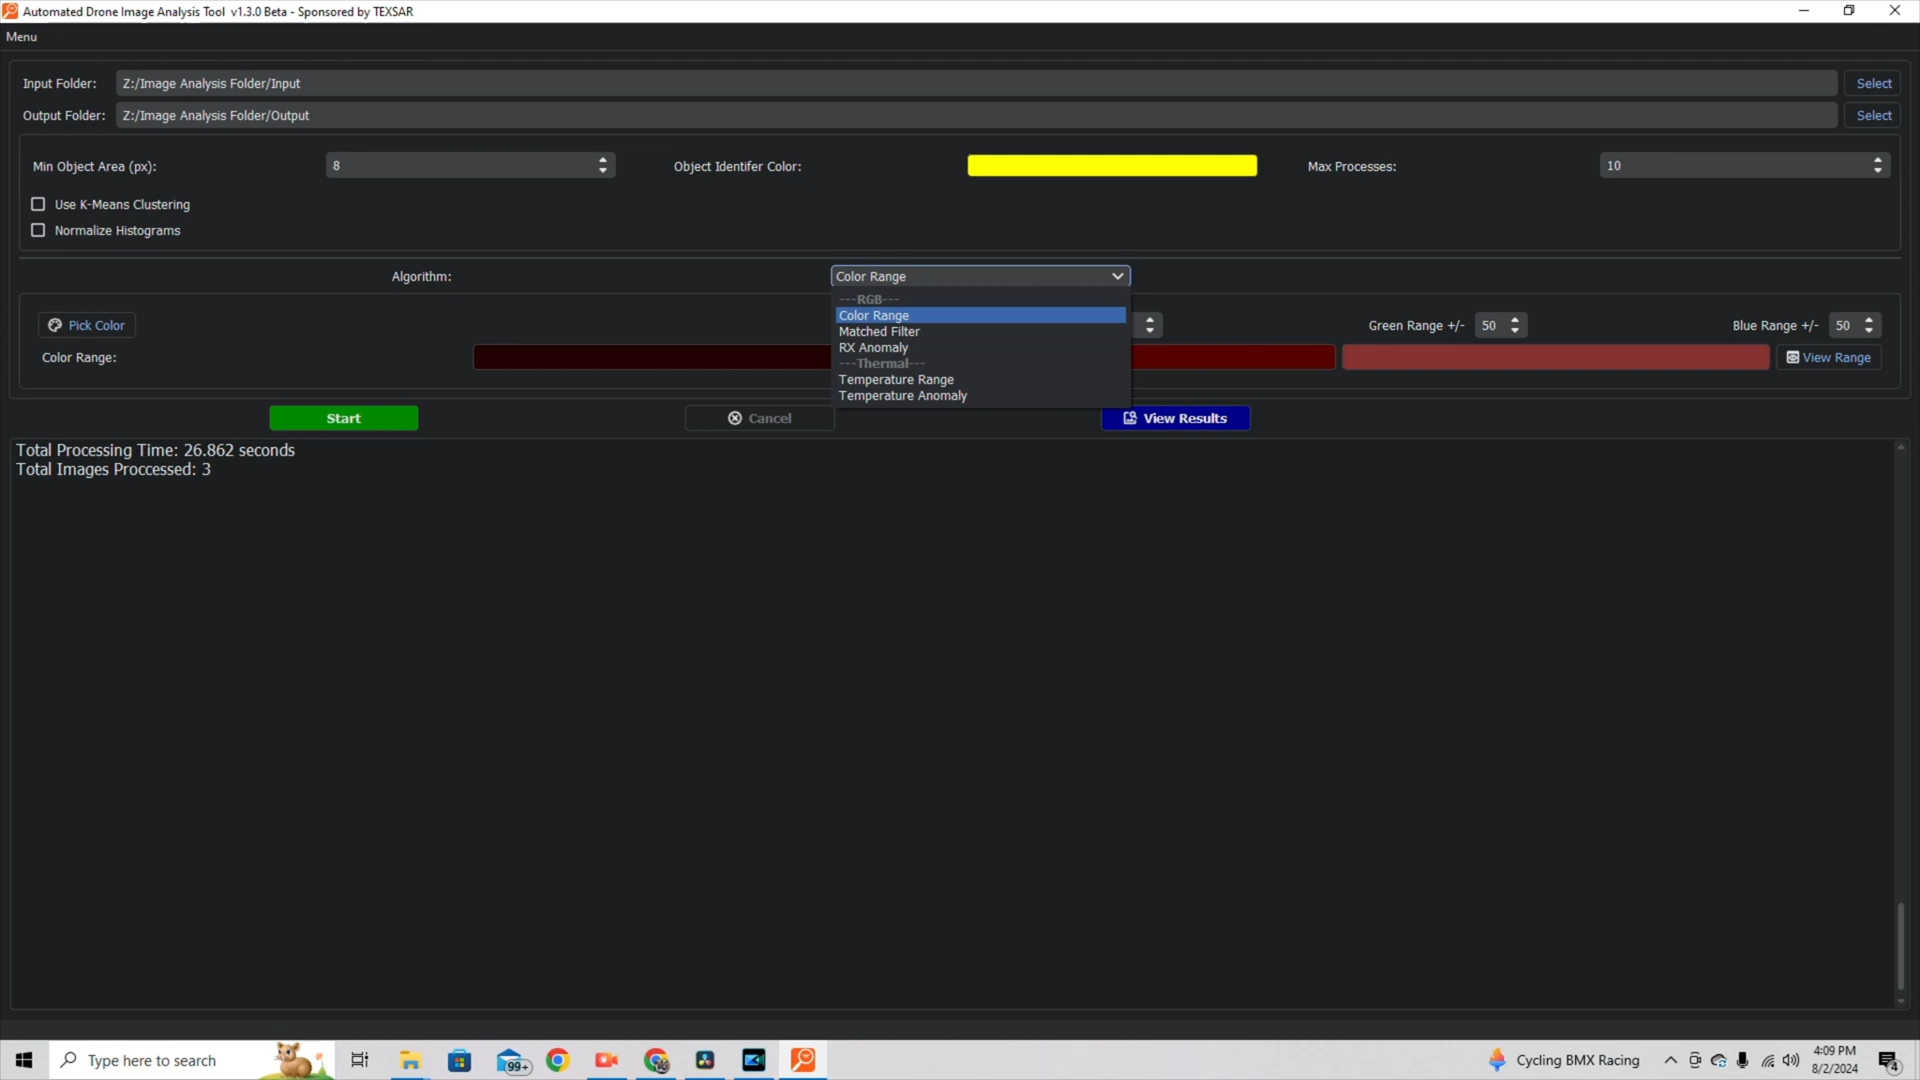 Automated Drone Image Analysis Tool v1.3.0 Beta - Sponsored by TEXSAR
Menu
Input Folder: Z:/Image Analysis Folder/Input Select
Output Folder: Z:/Image Analysis Folder/Output Select
Min Object Area (px): 8 Object Identifer Color: Max Processes: 10
Use K-Means Clustering
Normalize Histograms
Algorithm: Color Range
---RGB---
Color Range
Matched Filter
RX Anomaly
---Thermal---
Temperature Range
Temperature Anomaly
Pick Color Green Range +/- 50 Blue Range +/- 50
Color Range: View Range
Start Cancel View Results
Total Processing Time: 26.862 seconds
Total Images Proccessed: 3
Type here to search 99+ Cycling BMX Racing 4:09 PM
8/2/2024 4